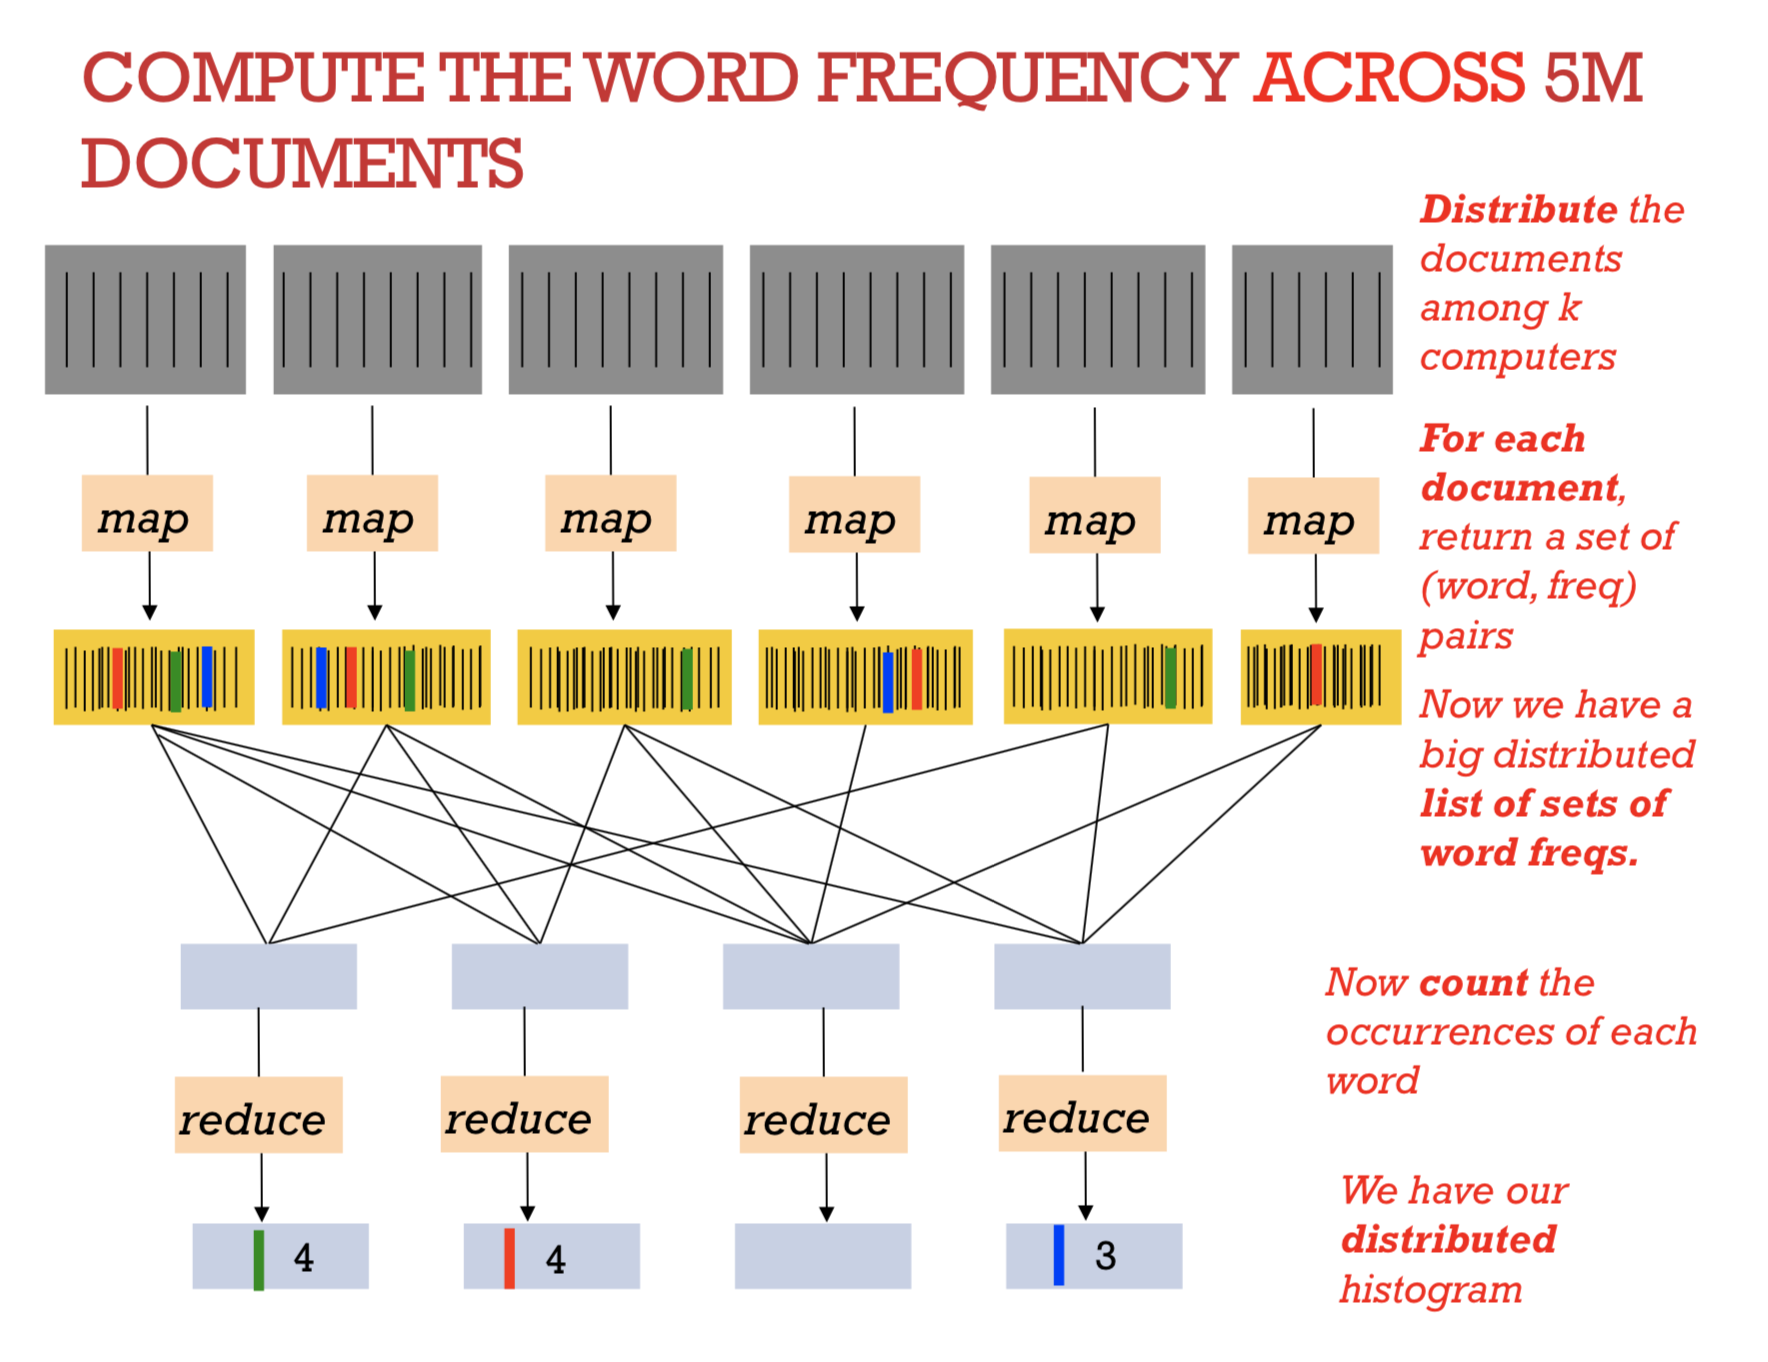 COMPUTE THE WORD FREQUENCY ACROSS 5M
DOCUMENTS
Distribute the
documents
among k
computers
map map map map map map
For each
document,
return a set of
(word, freq)
pairs
Now we have a
big distributed
list of sets of
word freqs.
Now count the
occurrences of each
word
reduce reduce reduce reduce
4 4 3
We have our
distributed
histogram